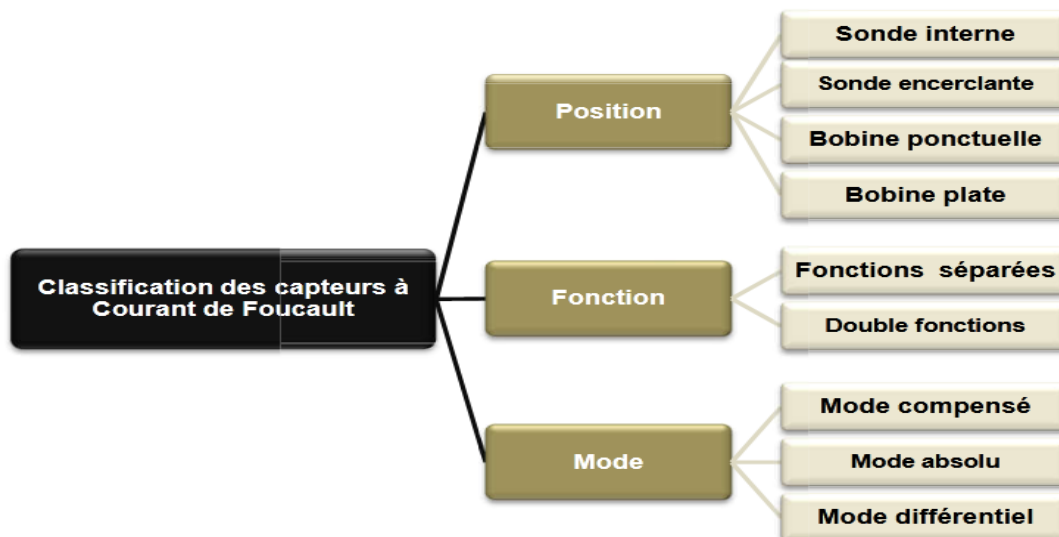 Classification des capteurs à
Courant de Foucault
Position
Sonde interne
Sonde encerclante
Bobine ponctuelle
Bobine plate
Fonction
Fonctions séparées
Double fonctions
Mode
Mode compensé
Mode absolu
Mode différentiel